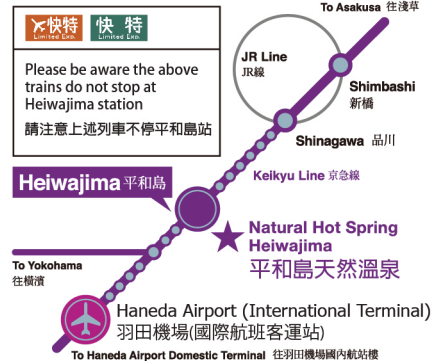 To Asakusa 往淺草
快特 快 特
Limited Exp. Limited Exp.
Please be aware the above
trains do not stop at
Heiwajima station
請注意上述列車不停平和島站
JR Line
JR線
Shimbashi
新橋
Shinagawa 品川
Keikyu Line 京急線
Heiwajima 平和島
Natural Hot Spring
Heiwajima
平和島天然溫泉
To Yokohama
往橫濱
Haneda Airport (International Terminal)
羽田機場(國際航班客運站)
To Haneda Airport Domestic Terminal 往羽田機場國內航站樓